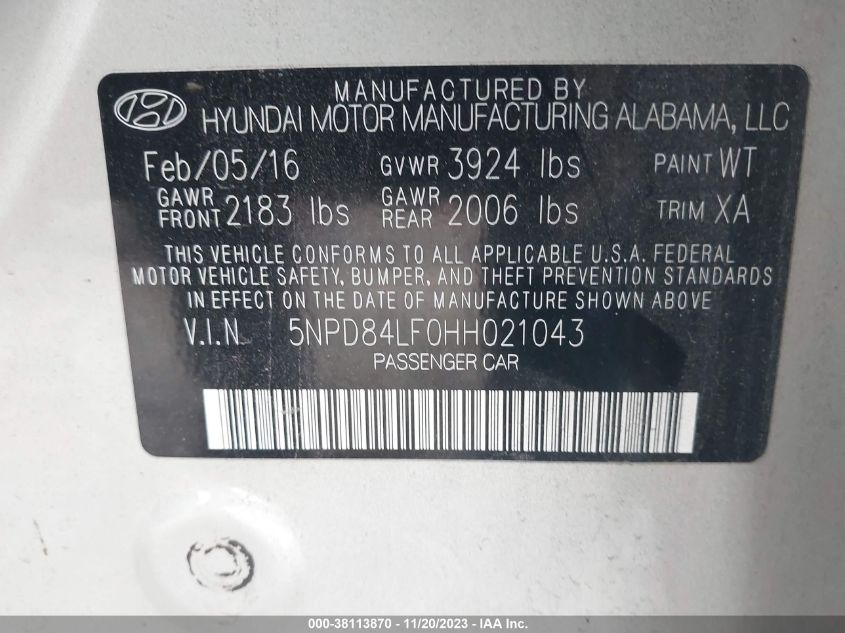 MANUFACTURED BY
HYUNDAI MOTOR MANUFACTURING ALABAMA, LLC
Feb/05/16 GVWR 3924 lbs PAINT WT
GAWR FRONT 2183 lbs GAWR REAR 2006 lbs TRIM XA
THIS VEHICLE CONFORMS TO ALL APPLICABLE U.S.A. FEDERAL
MOTOR VEHICLE SAFETY, BUMPER, AND THEFT PREVENTION STANDARDS
IN EFFECT ON THE DATE OF MANUFACTURE SHOWN ABOVE.
V.I.N. 5NPD84LF0HH021043
PASSENGER CAR
000-38113870 - 11/20/2023 - IAA Inc.